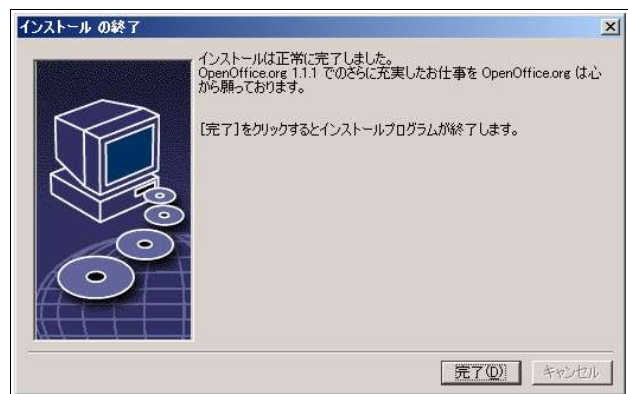 インストール の終了
インストールは正常に完了しました。
OpenOffice.org 1.1.1 でのさらに充実したお仕事を OpenOffice.org は心
から願っております。
[完了]をクリックするとインストールプログラムが終了します。
完了(D)
キャンセル